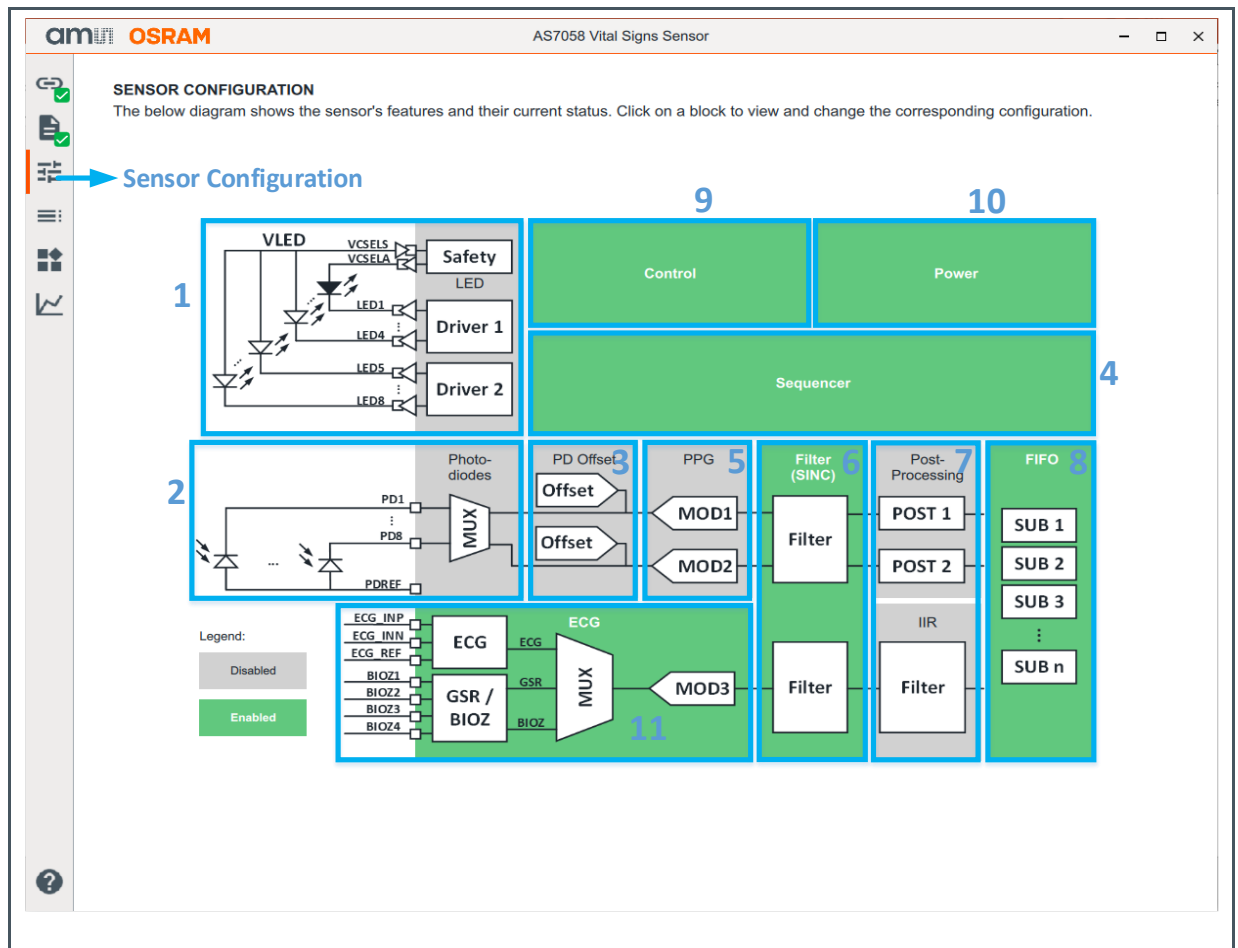 amu OSRAM
AS7058 Vital Signs Sensor
SENSOR CONFIGURATION
The below diagram shows the sensor's features and their current status. Click on a block to view and change the corresponding configuration.
Sensor Configuration
9
10
1
VLED
VCSELS
VCSELA
Safety
LED
LED1
Driver 1
LED4
LED5
Driver 2
LED8
Control
Power
Sequencer
4
2
Photo-
diodes
PD1
PD8
PDREF
MUX
...
PD Offset
3
Offset
Offset
PPG
5
MOD1
MOD2
Filter
(SINC)
6
Filter
Post-
Processing
7
POST 1
POST 2
FIFO
8
SUB 1
SUB 2
SUB 3
SUB n
Legend:
Disabled
Enabled
ECG_INP
ECG_INN
ECG_REF
BIOZ1
BIOZ2
BIOZ3
BIOZ4
ECG
GSR /
BIOZ
ECG
GSR
BIOZ
ECG
MUX
MOD3
11
Filter
IIR
Filter